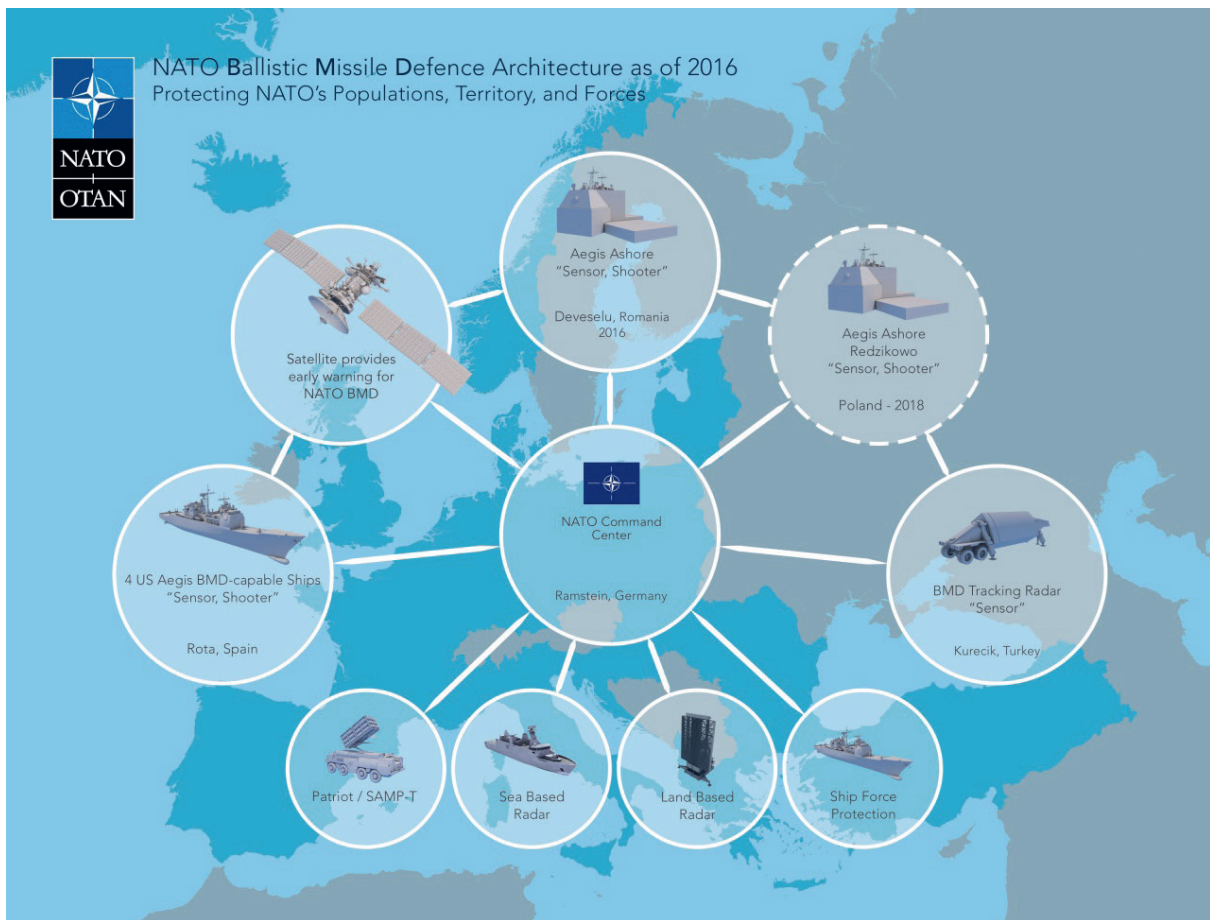 NATO Ballistic Missile Defence Architecture as of 2016
Protecting NATO's Populations, Territory, and Forces
NATO
OTAN
Aegis Ashore
"Sensor, Shooter"
Deveselu, Romania
2016
Satellite provides
early warning for
NATO BMD
Aegis Ashore
Redzikowo
"Sensor, Shooter"
Poland - 2018
NATO Command
Center
Ramstein, Germany
4 US Aegis BMD-capable Ships
"Sensor, Shooter"
Rota, Spain
BMD Tracking Radar
"Sensor"
Kurecik, Turkey
Patriot / SAMP-T
Sea Based
Radar
Land Based
Radar
Ship Force
Protection